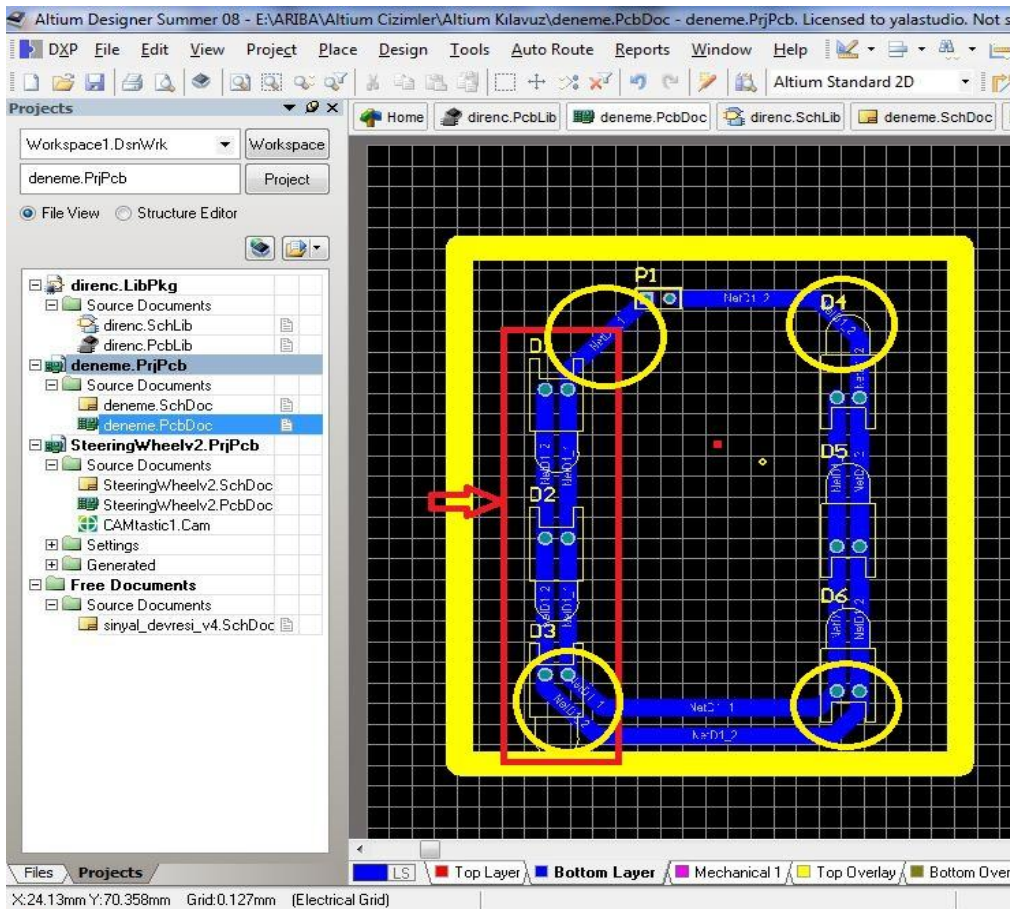 Altium Designer Summer 08 - E:\ARIBA\Altium Cizimler\Altium Kılavuz\deneme.PcbDoc - deneme.PrjPcb. Licensed to yalastudio. Not s
DXP File Edit View Project Place Design Tools Auto Route Reports Window Help
Altium Standard 2D
Projects
Home direnc.PcbLib deneme.PcbDoc direnc.SchLib deneme.SchDoc
Workspace1.DsnWrk Workspace
deneme.PrjPcb Project
File View Structure Editor
direnc.LibPkg
Source Documents
direnc.SchLib
direnc.PcbLib
deneme.PrjPcb
Source Documents
deneme.SchDoc
deneme.PcbDoc
SteeringWheelv2.PrjPcb
Source Documents
SteeringWheelv2.SchDoc
SteeringWheelv2.PcbDoc
CAMtastic1.Cam
Settings
Generated
Free Documents
Source Documents
sinyal_devresi_v4.SchDoc
P1
NetD1_2
D4
D5
D2
D6
D3
NetD1_1
NetD1_2
Files Projects
LS Top Layer Bottom Layer Mechanical 1 Top Overlay Bottom Over
X:24.13mm Y:70.358mm Grid:0.127mm (Electrical Grid)